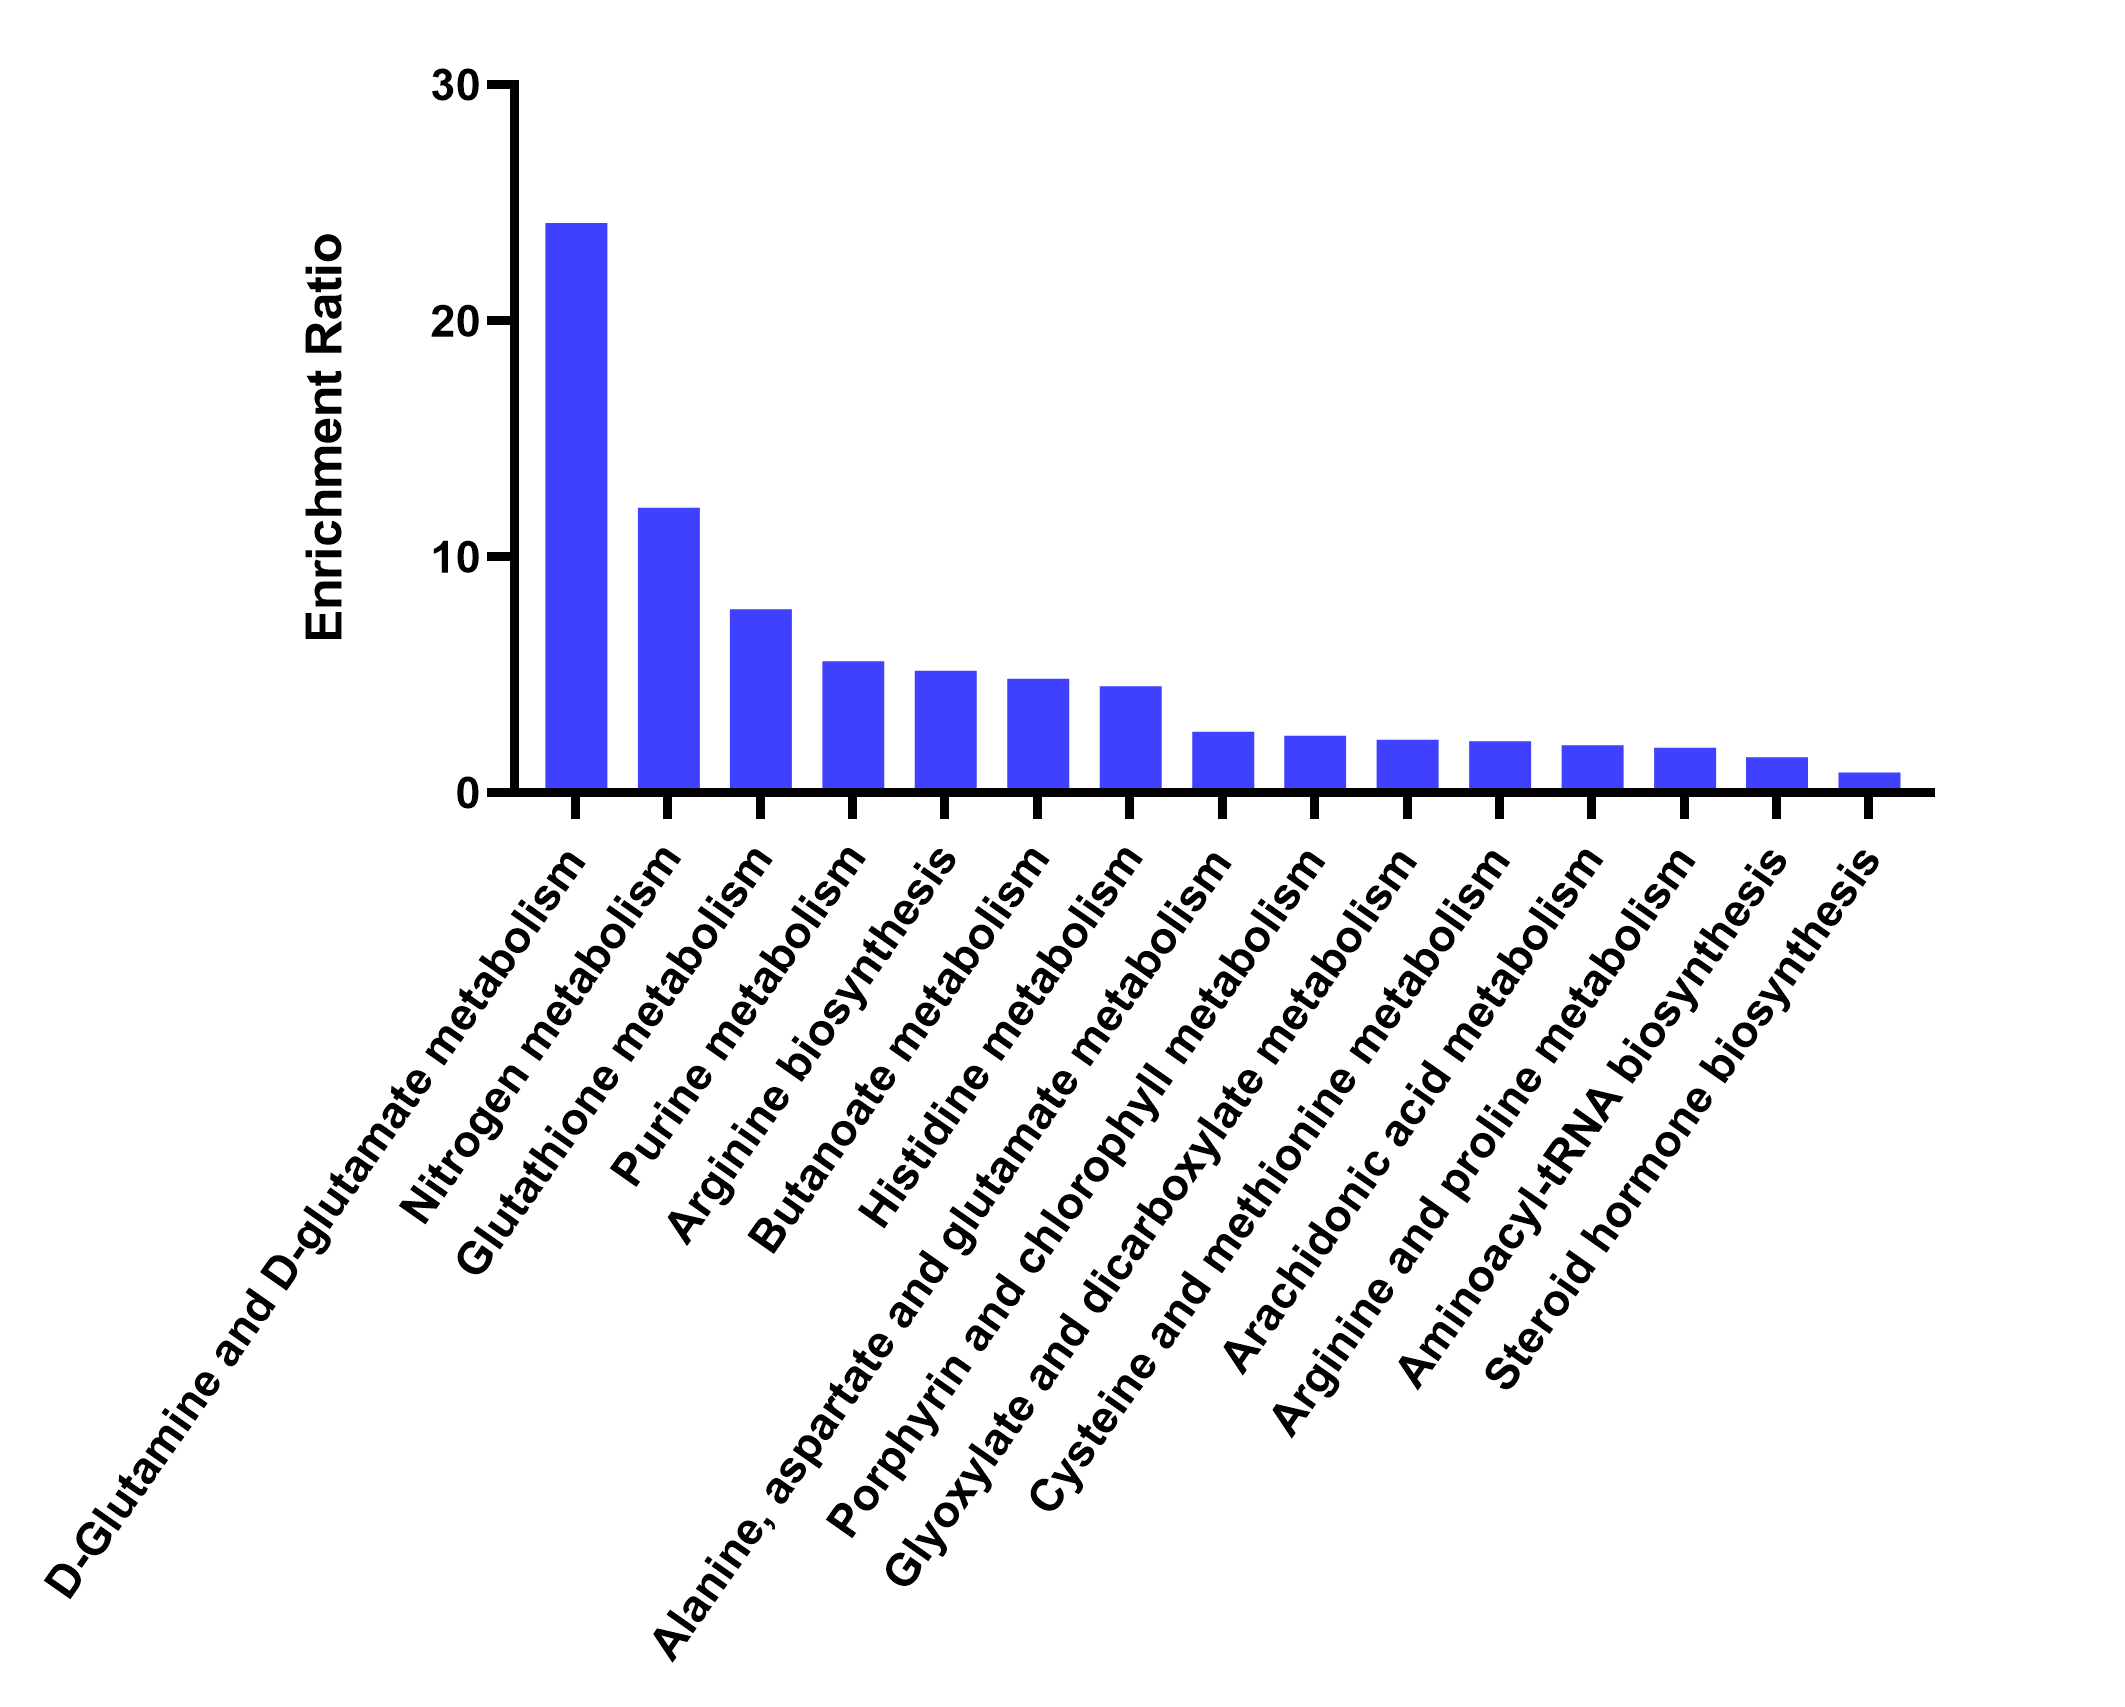 Enrichment Ratio
30
20
10
0
D-Glutamine and D-glutamate metabolism
Nitrogen metabolism
Glutathione metabolism
Purine metabolism
Arginine biosynthesis
Butanoate metabolism
Histidine metabolism
Alanine, aspartate and glutamate metabolism
Porphyrin and chlorophyll metabolism
Glyoxylate and dicarboxylate metabolism
Cysteine and methionine metabolism
Arachidonic acid metabolism
Arginine and proline metabolism
Aminoacyl-tRNA biosynthesis
Steroid hormone biosynthesis